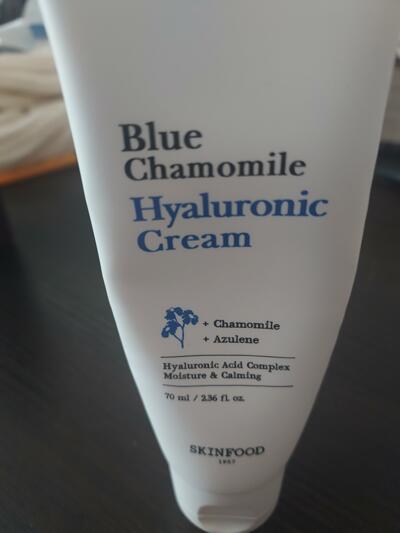 Blue
Chamomile
Hyaluronic
Cream
+ Chamomile
+ Azulene
Hyaluronic Acid Complex
Moisture & Calming
70 ml / 2.36 fl. oz.
SKINFOOD
1957